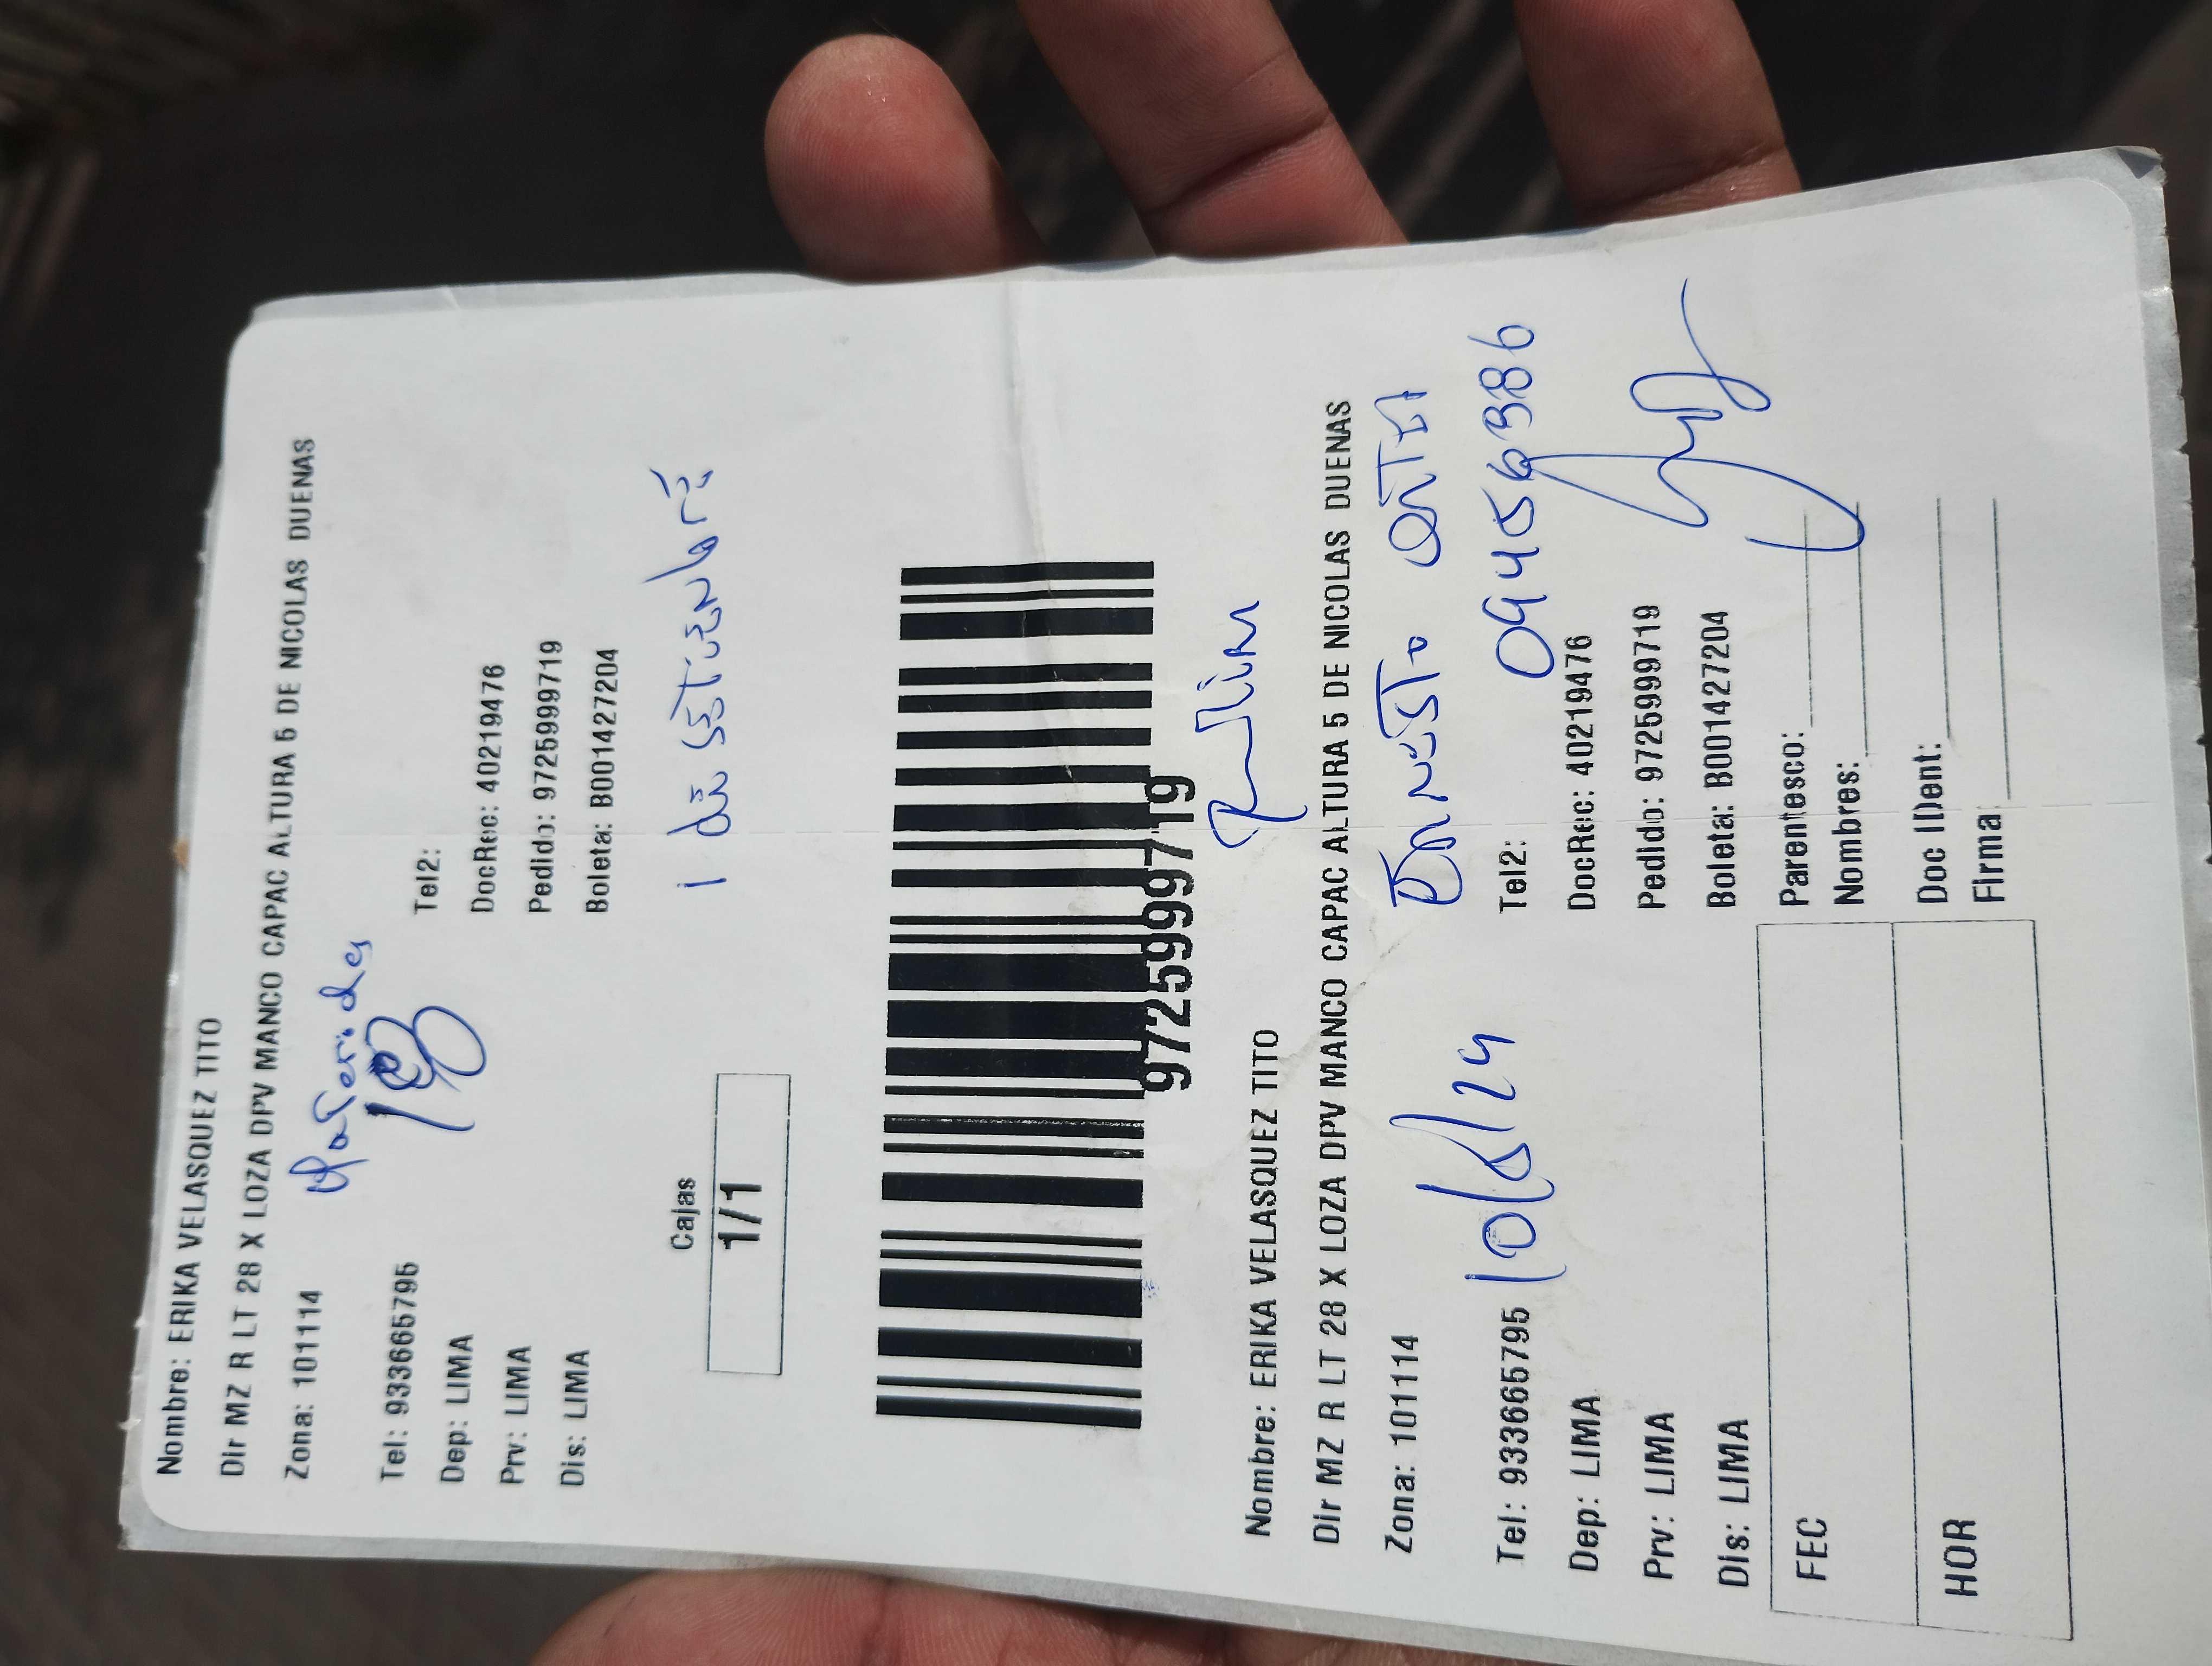 Nombre: ERIKA VELASQUEZ TITO
Dir MZ R LT 28 X LOZA DPV MANCO CAPAC ALTURA 5 DE NICOLAS DUENAS
Zona: 101114
Tel: 933665795
Tel2:
Dep: LIMA
DocRec: 40219476
Prv: LIMA
Pedido: 9725999719
Dis: LIMA
Boleta: B001427204
Cajas
1/1
9725999719
Nombre: ERIKA VELASQUEZ TITO
Dir MZ R LT 28 X LOZA DPV MANCO CAPAC ALTURA 5 DE NICOLAS DUENAS
Zona: 101114
ERNESTO
Tel: 933665795
10/6/24
Tel2:
09456386
Dep: LIMA
DocRec: 40219476
Prv: LIMA
Pedido: 9725999719
Dis: LIMA
Boleta: B001427204
FEC
Parentesco:
Nombres:
HOR
Doc IDent:
Firma